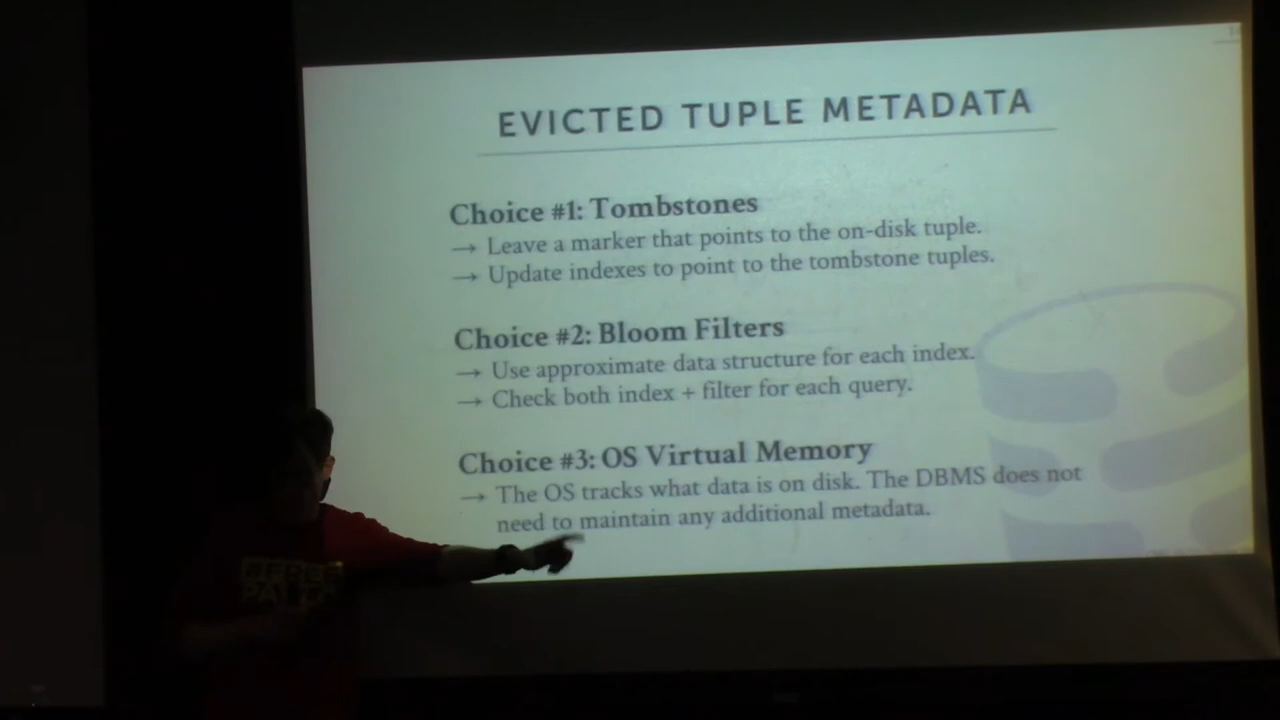 EVICTED TUPLE METADATA
Choice #1: Tombstones
→ Leave a marker that points to the on-disk tuple.
→ Update indexes to point to the tombstone tuples.
Choice #2: Bloom Filters
→ Use approximate data structure for each index.
→ Check both index + filter for each query.
Choice #3: OS Virtual Memory
→ The OS tracks what data is on disk. The DBMS does not
need to maintain any additional metadata.